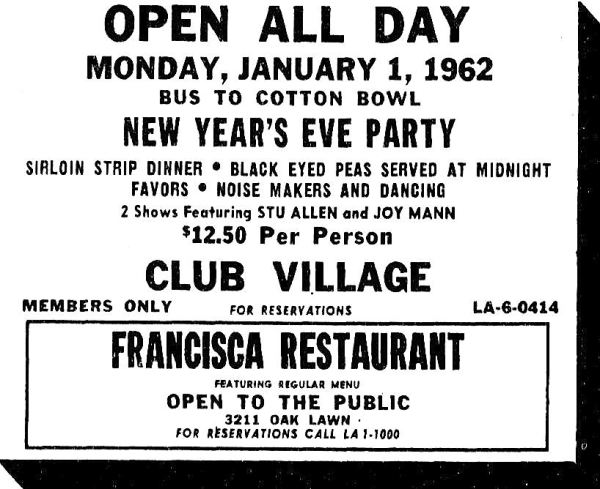 OPEN ALL DAY
MONDAY, JANUARY 1, 1962
BUS TO COTTON BOWL
NEW YEAR'S EVE PARTY
SIRLOIN STRIP DINNER • BLACK EYED PEAS SERVED AT MIDNIGHT
FAVORS • NOISE MAKERS AND DANCING
2 Shows Featuring STU ALLEN and JOY MANN
$12.50 Per Person
CLUB VILLAGE
MEMBERS ONLY FOR RESERVATIONS LA-6-0414
FRANCISCA RESTAURANT
FEATURING REGULAR MENU
OPEN TO THE PUBLIC
3211 OAK LAWN
FOR RESERVATIONS CALL LA 1-1000